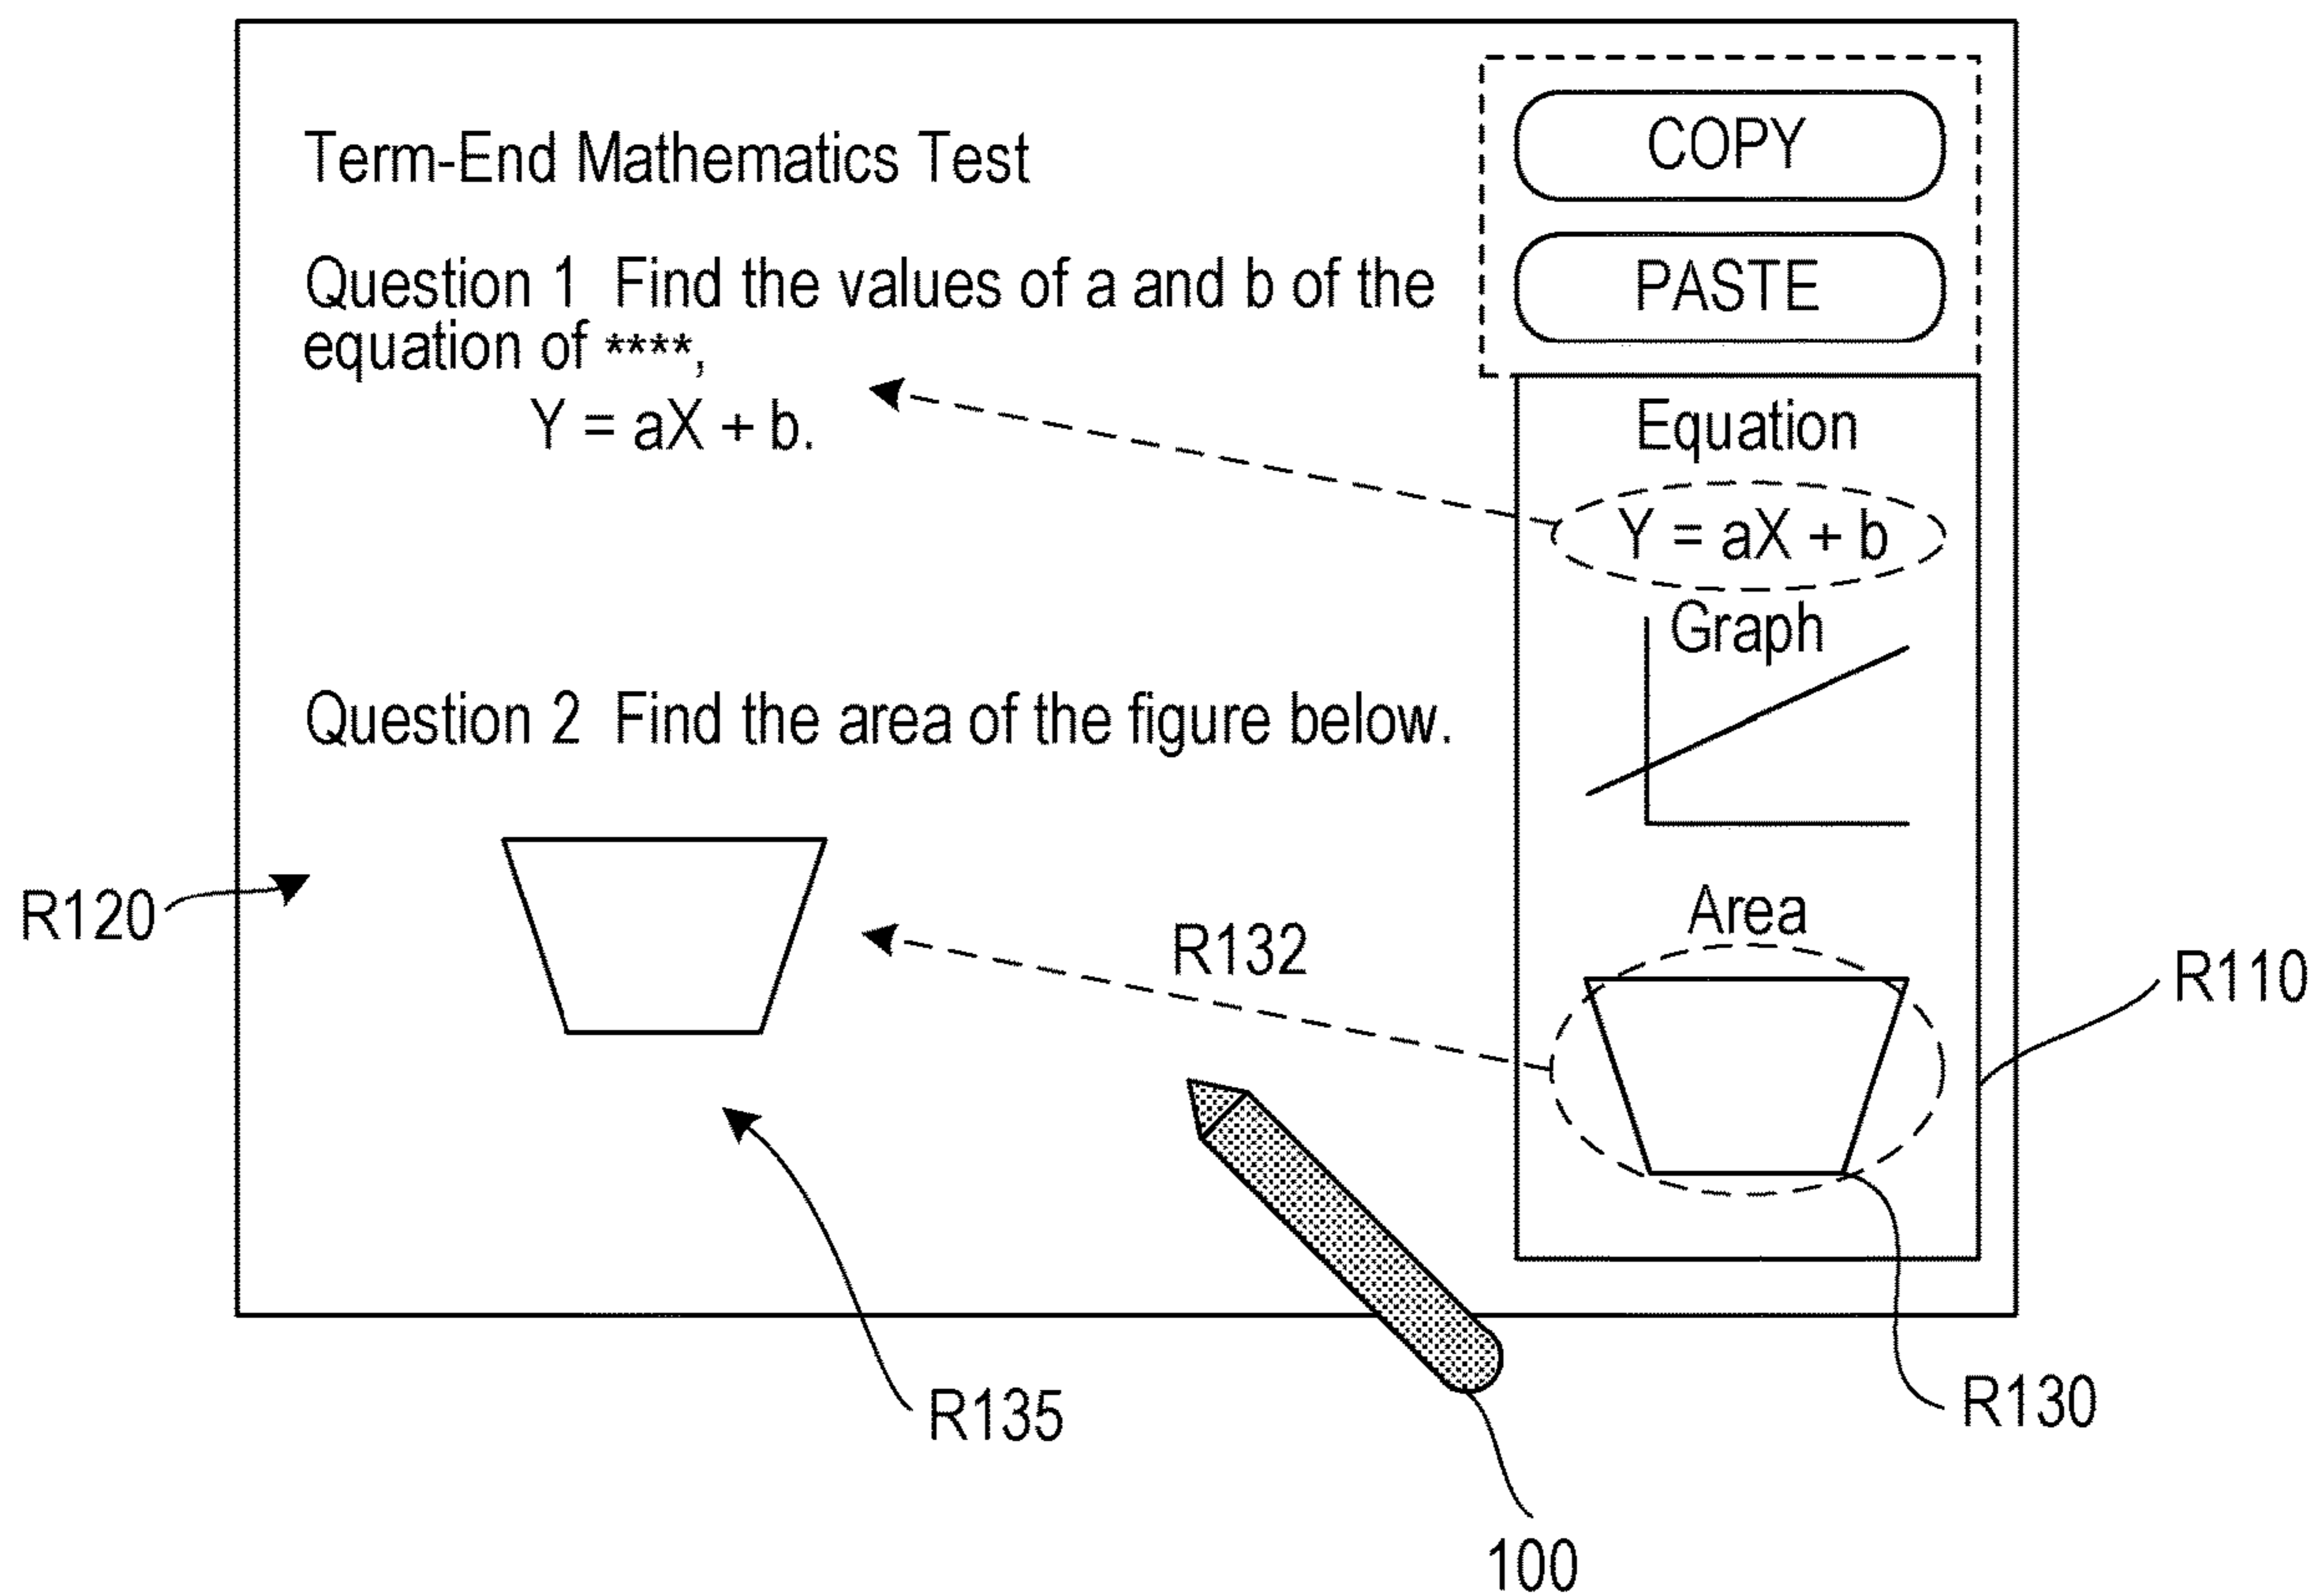 Term-End Mathematics Test
Question 1 Find the values of a and b of the
equation of ****,
Y = aX + b.
Question 2 Find the area of the figure below.
COPY
PASTE
Equation
Y = aX + b
Graph
Area
R120
R132
R110
R135
R130
100